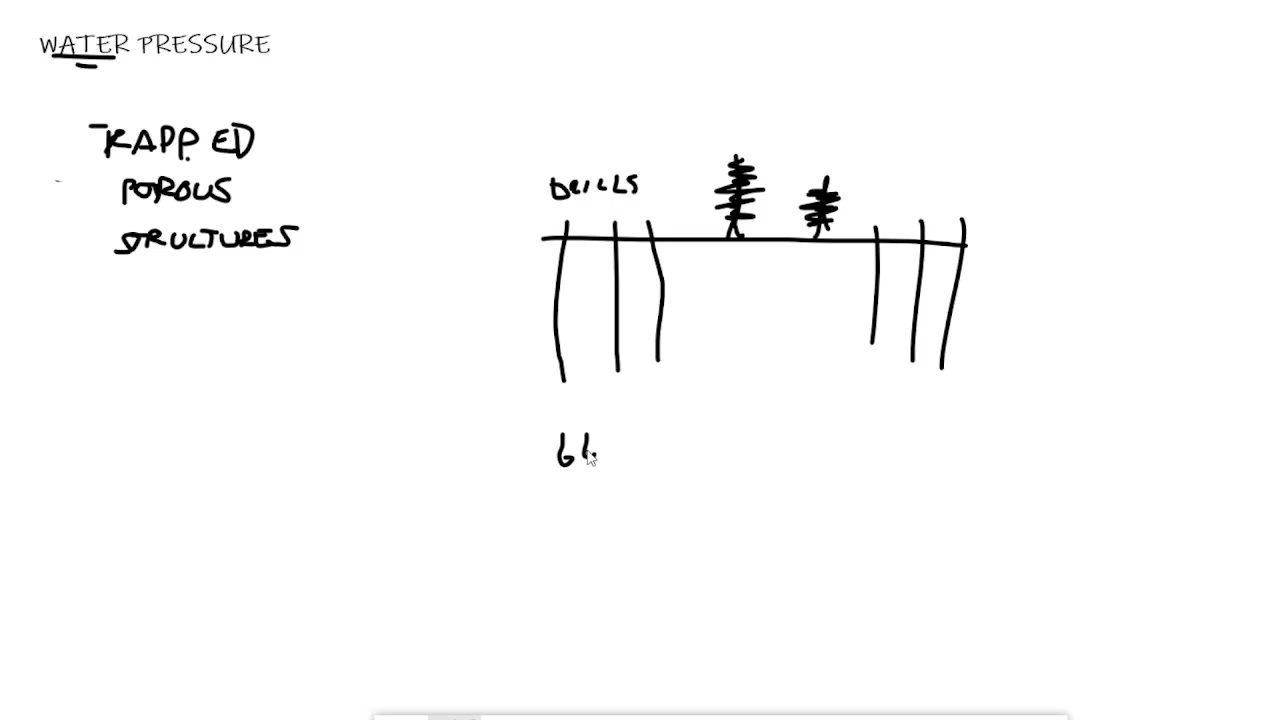 WATER PRESSURE
TRAPPED
POROUS
STRUCTURES
DRILLS